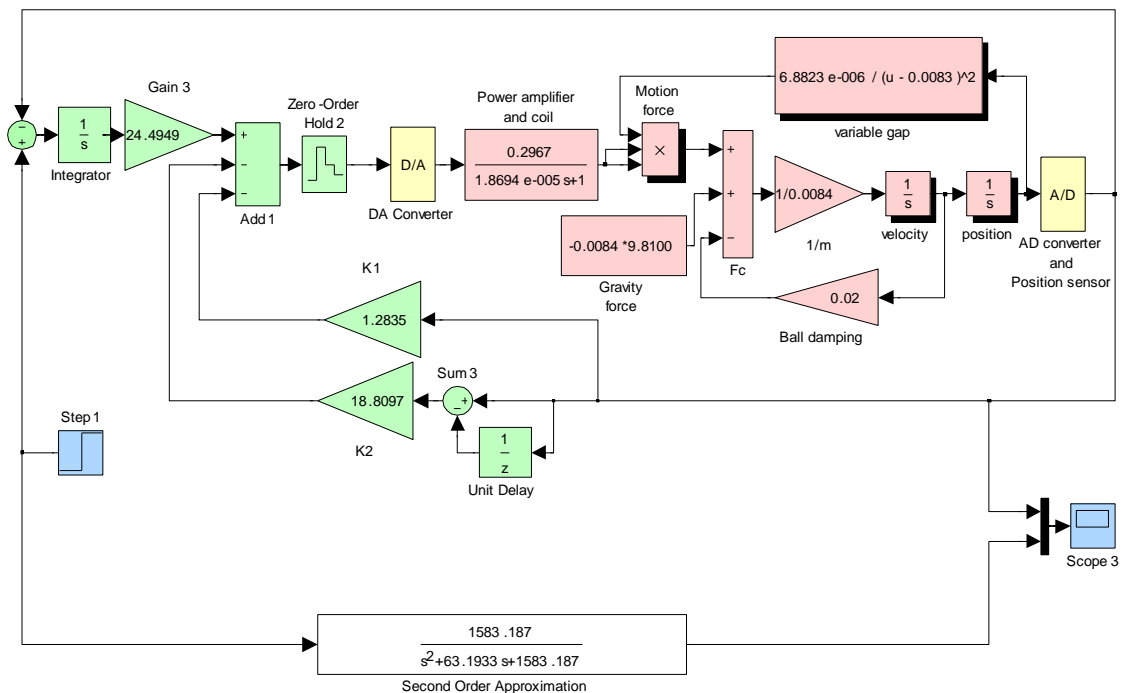 6.8823 e-006 / (u - 0.0083 )^2
variable gap
Gain 3
24 .4949
Zero -Order
Hold 2
Power amplifier
and coil
0.2967
1.8694 e-005 s+1
Motion
force
×
−
+
1
s
Integrator
+
−
−
Add 1
D/A
DA Converter
+
+
−
Fc
1/0.0084
1/m
1
s
velocity
1
s
position
A/D
AD converter
and
Position sensor
-0.0084 *9.8100
Gravity
force
0.02
Ball damping
K1
1.2835
18 .8097
K2
Sum 3
−
+
1
z
Unit Delay
Step 1
Scope 3
1583 .187
s2+63.1933 s+1583 .187
Second Order Approximation